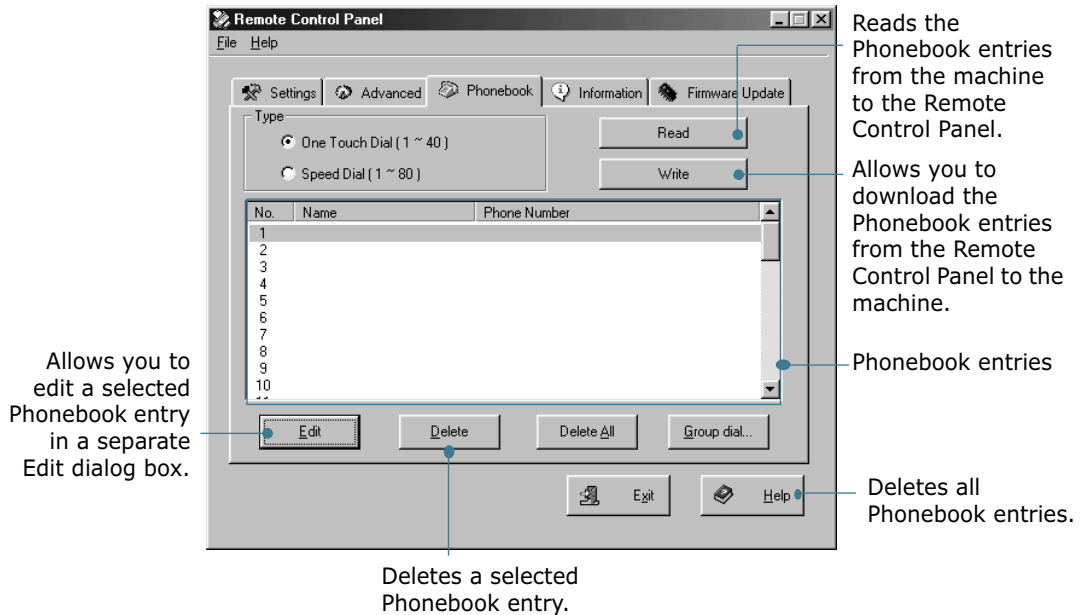 Remote Control Panel
File Help
Settings Advanced Phonebook Information Firmware Update
Type
One Touch Dial ( 1 ~ 40 )
Speed Dial ( 1 ~ 80 )
Read
Write
No. Name Phone Number
1
2
3
4
5
6
7
8
9
10
Edit Delete Delete All Group dial...
Exit Help
Reads the
Phonebook entries
from the machine
to the Remote
Control Panel.
Allows you to
download the
Phonebook entries
from the Remote
Control Panel to the
machine.
Phonebook entries
Allows you to
edit a selected
Phonebook entry
in a separate
Edit dialog box.
Deletes all
Phonebook entries.
Deletes a selected
Phonebook entry.